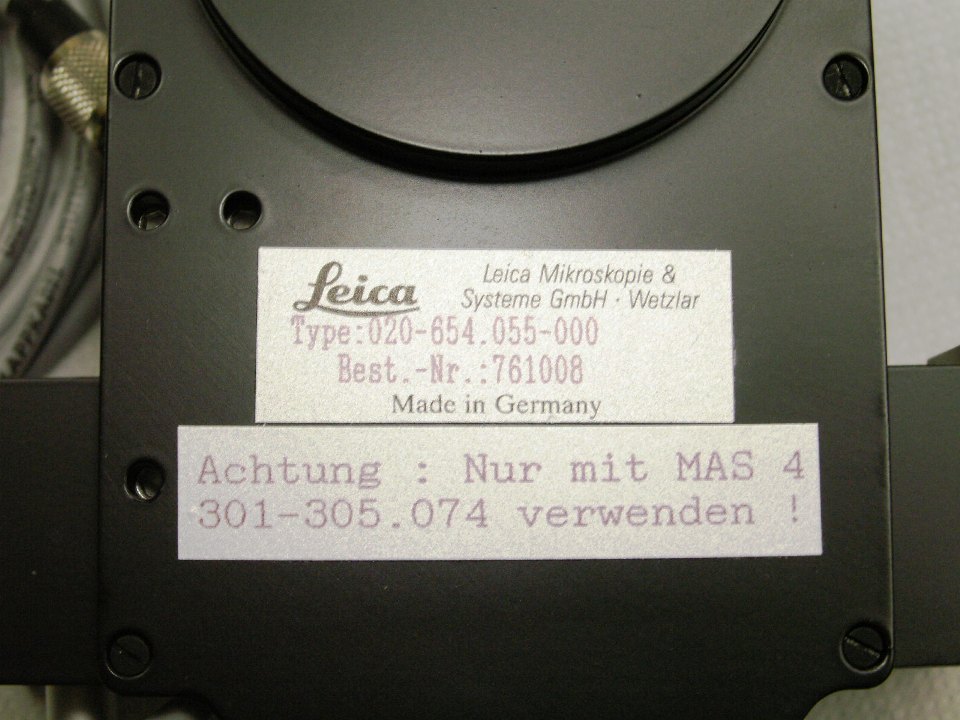 Leica
Leica Mikroskopie &
Systeme GmbH · Wetzlar
Type:020-654.055-000
Best.-Nr.:761008
Made in Germany
Achtung : Nur mit MAS 4
301-305.074 verwenden !